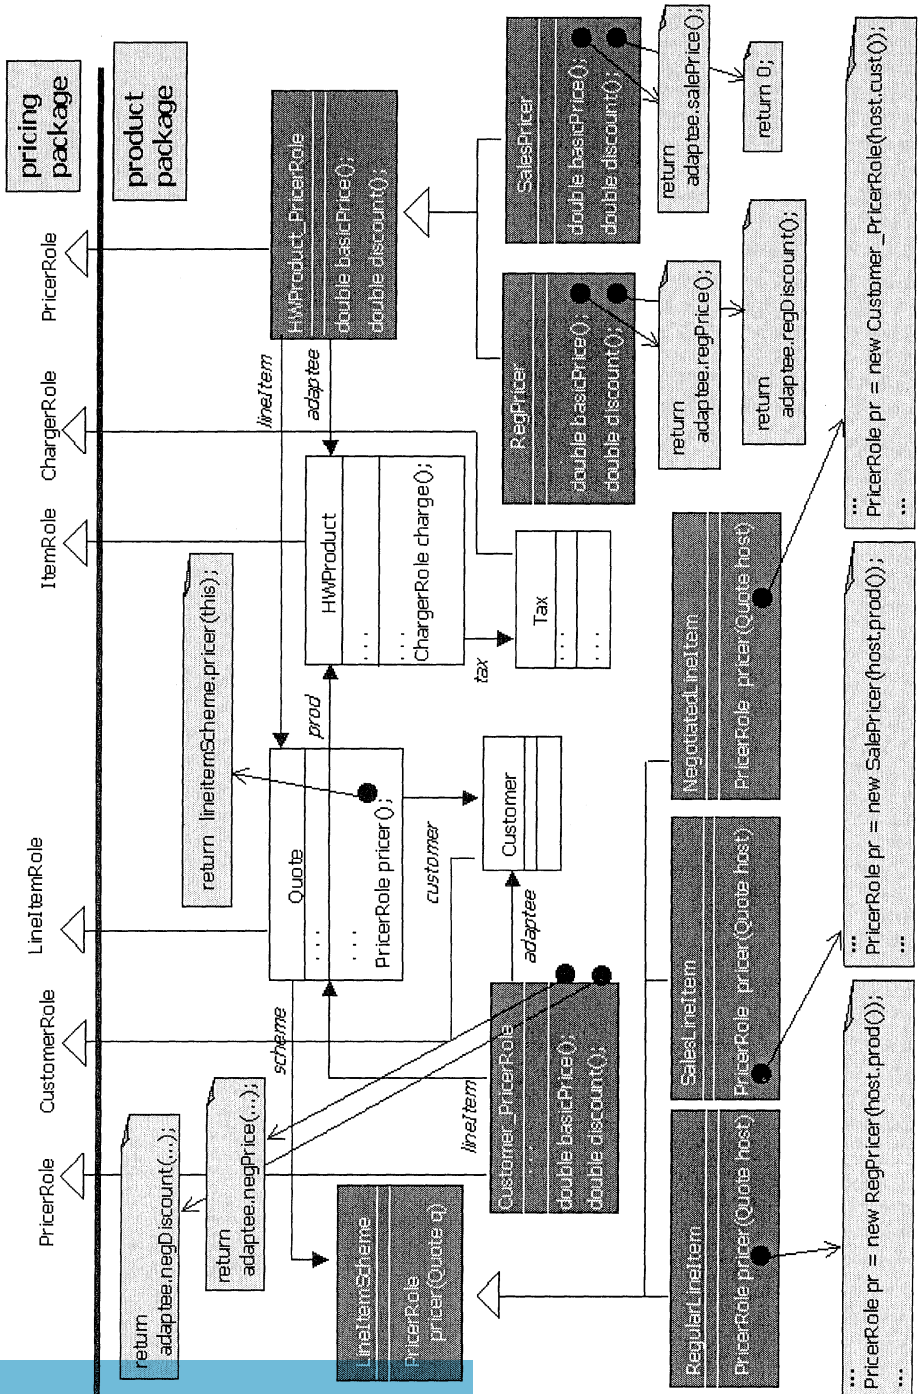 PricerRole
CustomerRole
LineItemRole
ItemRole
ChargerRole
PricerRole
pricing
package
product
package
return
adaptee.negDiscount(...);
return
adaptee.negPrice(...);
return lineitemScheme.pricer(this);
scheme
lineItem
adaptee
prod
LineItemScheme
PricerRole
pricer(Quote q)
Quote
. . .
. . .
PricerRole pricer();
HWProduct
. . .
. . .
ChargerRole charge();
HWProduct_PricerRole
double basicPrice();
double discount();
customer
lineItem
adaptee
tax
Customer_PricerRole
. . .
double basicPrice();
double discount();
Customer
Tax
. . .
. . .
RegPricer
double basicPrice();
double discount();
SalesPricer
double basicPrice();
double discount();
return
adaptee.regPrice();
return
adaptee.salePrice();
return
adaptee.regDiscount();
return 0;
RegularLineItem
PricerRole pricer(Quote host)
SalesLineItem
PricerRole pricer(Quote host)
NegotiatedLineItem
PricerRole pricer(Quote host)
...
PricerRole pr = new RegPricer(host.prod());
...
...
PricerRole pr = new SalePricer(host.prod());
...
...
PricerRole pr = new Customer_PricerRole(host.cust());
...